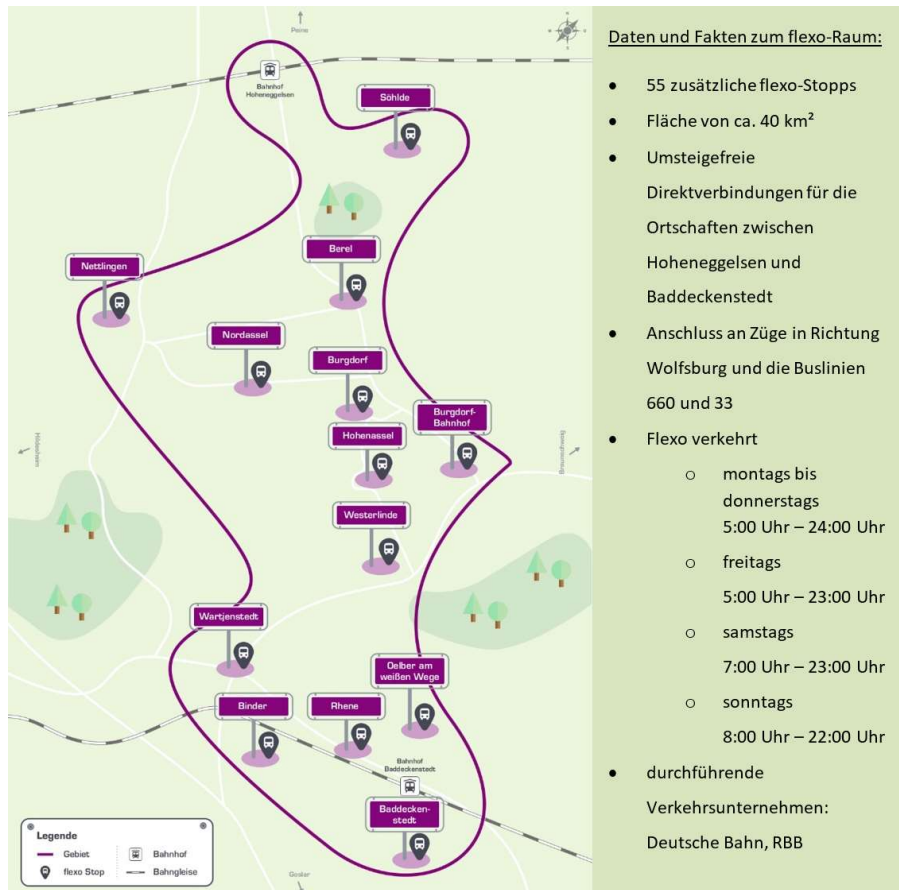 Peine
Bahnhof
Hoheneggelsen
Söhlde
Berel
Nettlingen
Nordassel
Burgdorf
Burgdorf-
Bahnhof
Hohenassel
Hildesheim
Braunschweig
Westerlinde
Wartjenstedt
Oelber am
weißen Wege
Binder
Rhene
Bahnhof
Baddeckenstedt
Baddecken-
stedt
Goslar
Legende
Gebiet
Bahnhof
flexo Stop
Bahngleise
Daten und Fakten zum flexo-Raum:
• 55 zusätzliche flexo-Stopps
• Fläche von ca. 40 km²
• Umsteigefreie
Direktverbindungen für die
Ortschaften zwischen
Hoheneggelsen und
Baddeckenstedt
• Anschluss an Züge in Richtung
Wolfsburg und die Buslinien
660 und 33
• Flexo verkehrt
o montags bis
donnerstags
5:00 Uhr – 24:00 Uhr
o freitags
5:00 Uhr – 23:00 Uhr
o samstags
7:00 Uhr – 23:00 Uhr
o sonntags
8:00 Uhr – 22:00 Uhr
• durchführende
Verkehrsunternehmen:
Deutsche Bahn, RBB